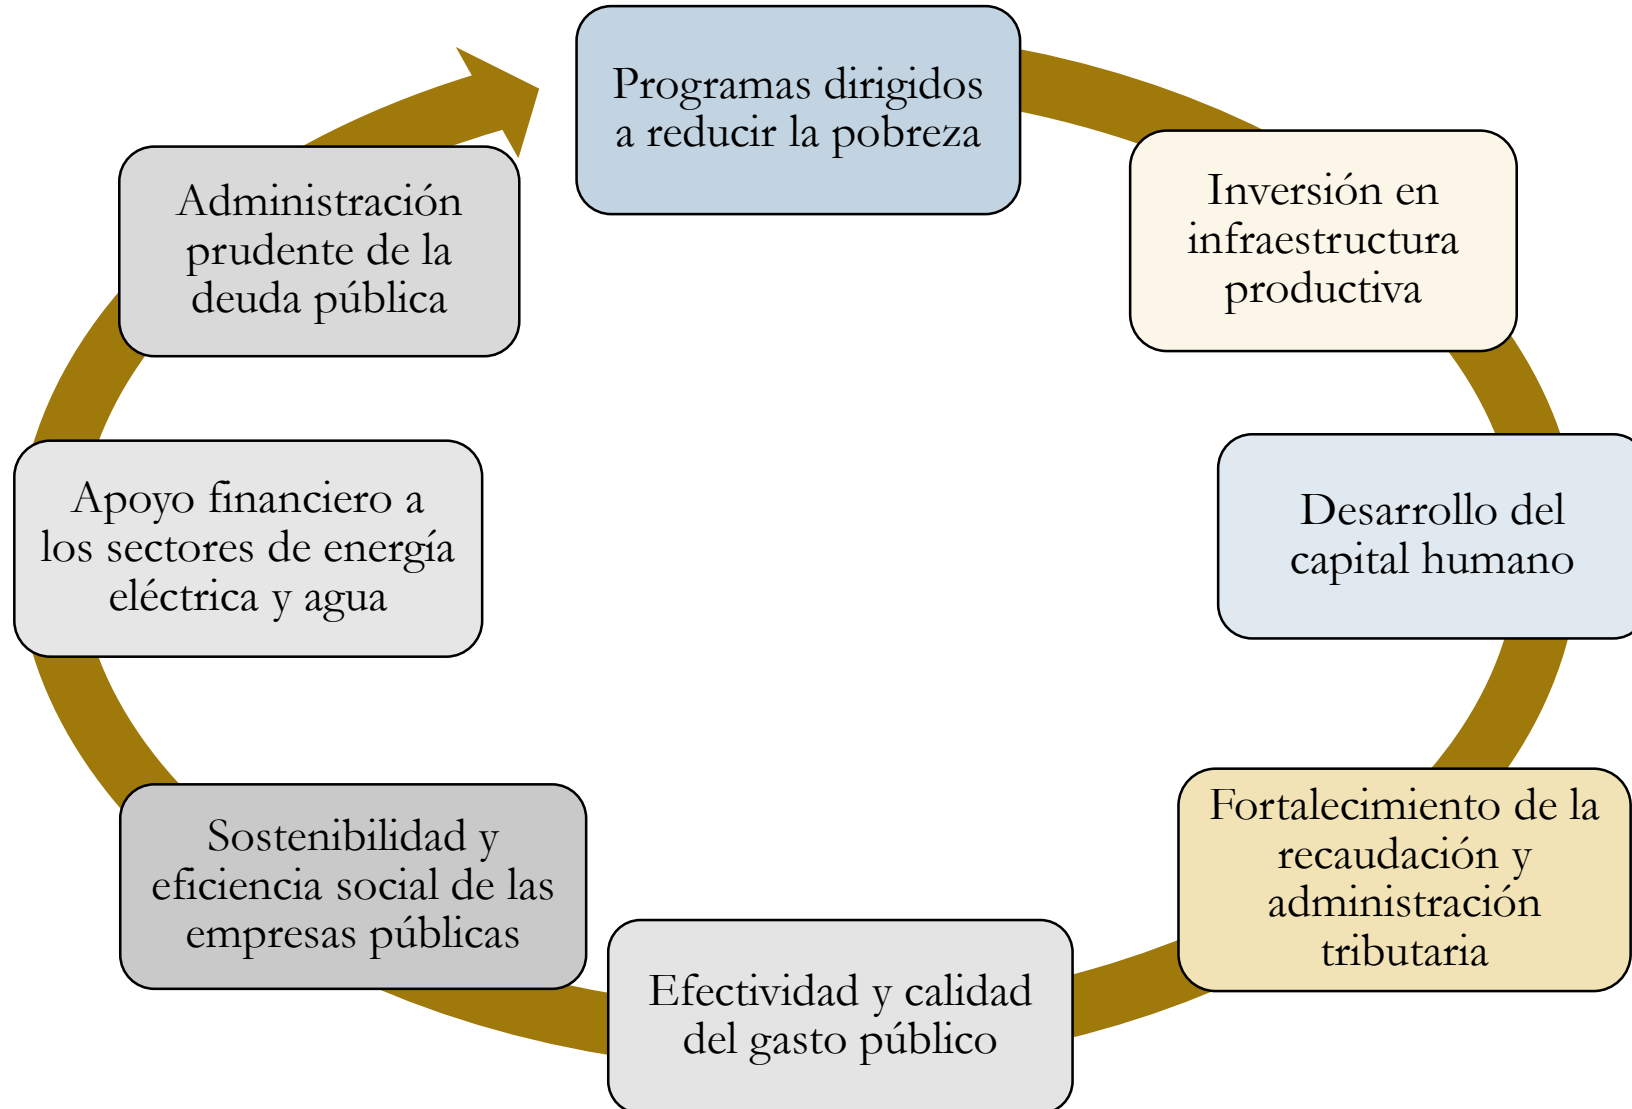 Programas dirigidos
a reducir la pobreza
Inversión en
infraestructura
productiva
Desarrollo del
capital humano
Fortalecimiento de la
recaudación y
administración
tributaria
Efectividad y calidad
del gasto público
Sostenibilidad y
eficiencia social de las
empresas públicas
Apoyo financiero a
los sectores de energía
eléctrica y agua
Administración
prudente de la
deuda pública